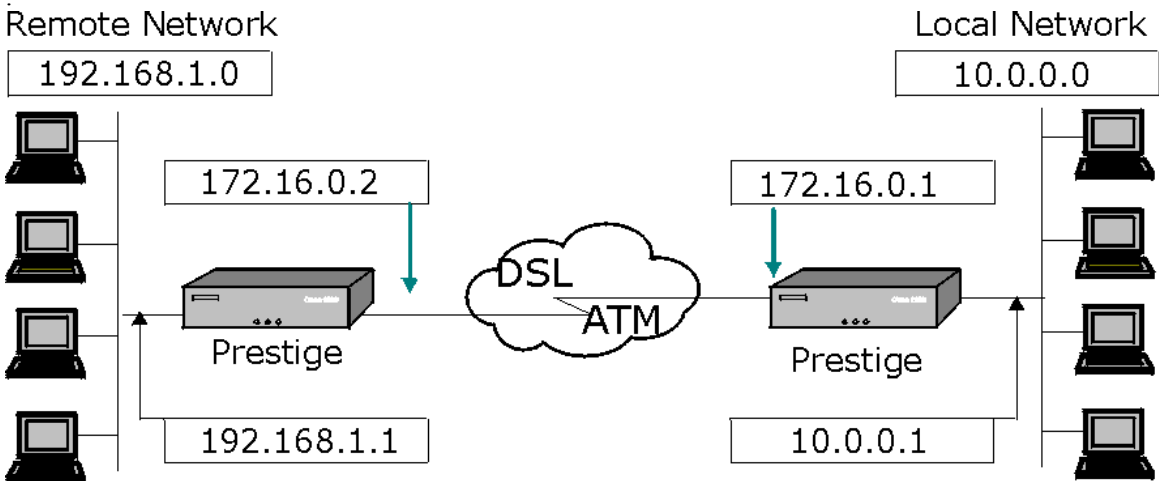 Remote Network
Local Network
192.168.1.0
10.0.0.0
172.16.0.2
172.16.0.1
DSL
ATM
Prestige
Prestige
192.168.1.1
10.0.0.1